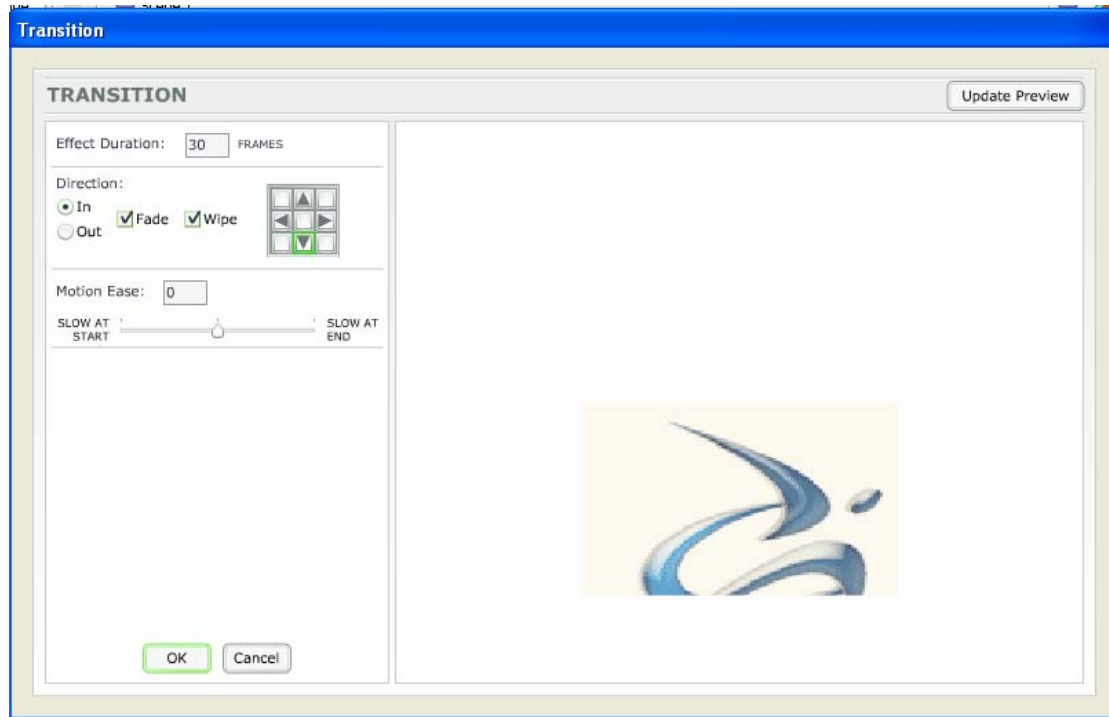 Transition
TRANSITION
Update Preview
Effect Duration: 30 FRAMES
Direction:
In
Fade Wipe
Out
Motion Ease: 0
SLOW AT START
SLOW AT END
OK Cancel